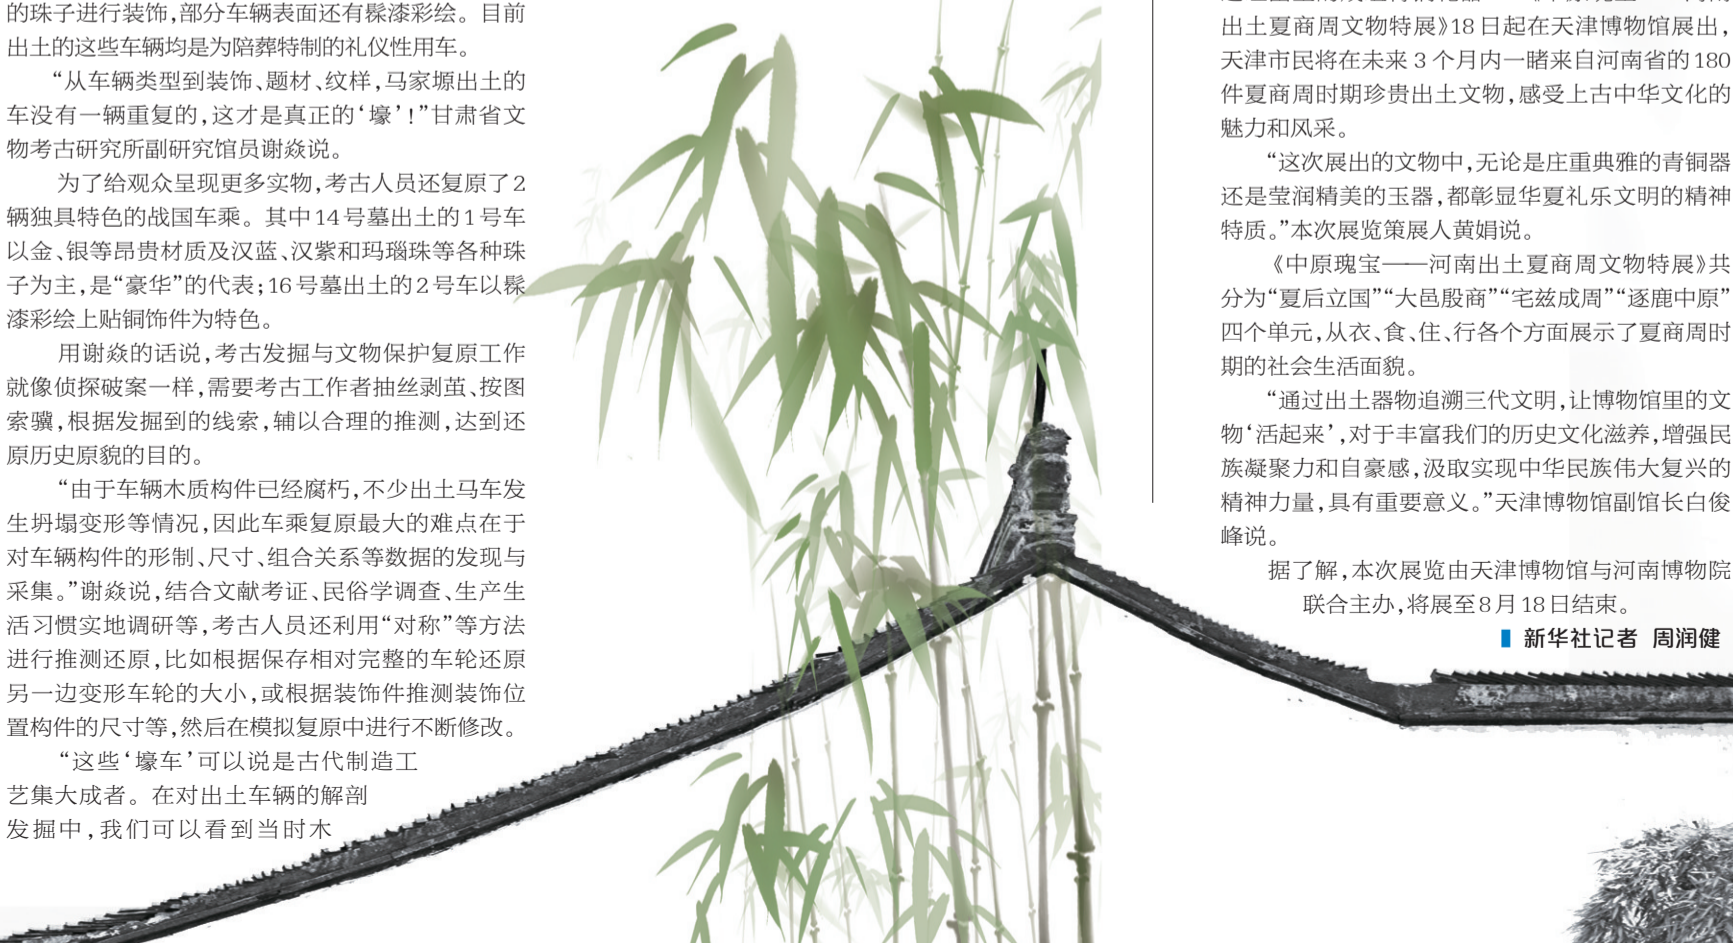 的珠子进行装饰,部分车辆表面还有髹漆彩绘。目前
出土的这些车辆均是为陪葬特制的礼仪性用车。
“从车辆类型到装饰、题材、纹样,马家塬出土的
车没有一辆重复的,这才是真正的‘壕’!”甘肃省文
物考古研究所副研究馆员谢焱说。
为了给观众呈现更多实物,考古人员还复原了2
辆独具特色的战国车乘。其中14号墓出土的1号车
以金、银等昂贵材质及汉蓝、汉紫和玛瑙珠等各种珠
子为主,是“豪华”的代表;16号墓出土的2号车以髹
漆彩绘上贴铜饰件为特色。
用谢焱的话说,考古发掘与文物保护复原工作
就像侦探破案一样,需要考古工作者抽丝剥茧、按图
索骥,根据发掘到的线索,辅以合理的推测,达到还
原历史原貌的目的。
“由于车辆木质构件已经腐朽,不少出土马车发
生坍塌变形等情况,因此车乘复原最大的难点在于
对车辆构件的形制、尺寸、组合关系等数据的发现与
采集。”谢焱说,结合文献考证、民俗学调查、生产生
活习惯实地调研等,考古人员还利用“对称”等方法
进行推测还原,比如根据保存相对完整的车轮还原
另一边变形车轮的大小,或根据装饰件推测装饰位
置构件的尺寸等,然后在模拟复原中进行不断修改。
“这些‘壕车’可以说是古代制造工
艺集大成者。在对出土车辆的解剖
发掘中,我们可以看到当时木
出土夏商周文物特展》18日起在天津博物馆展出,
天津市民将在未来3个月内一睹来自河南省的180
件夏商周时期珍贵出土文物,感受上古中华文化的
魅力和风采。
“这次展出的文物中,无论是庄重典雅的青铜器
还是莹润精美的玉器,都彰显华夏礼乐文明的精神
特质。”本次展览策展人黄娟说。
《中原瑰宝——河南出土夏商周文物特展》共
分为“夏后立国”“大邑殷商”“宅兹成周”“逐鹿中原”
四个单元,从衣、食、住、行各个方面展示了夏商周时
期的社会生活面貌。
“通过出土器物追溯三代文明,让博物馆里的文
物‘活起来’,对于丰富我们的历史文化滋养,增强民
族凝聚力和自豪感,汲取实现中华民族伟大复兴的
精神力量,具有重要意义。”天津博物馆副馆长白俊
峰说。
据了解,本次展览由天津博物馆与河南博物院
联合主办,将展至8月18日结束。
新华社记者 周润健